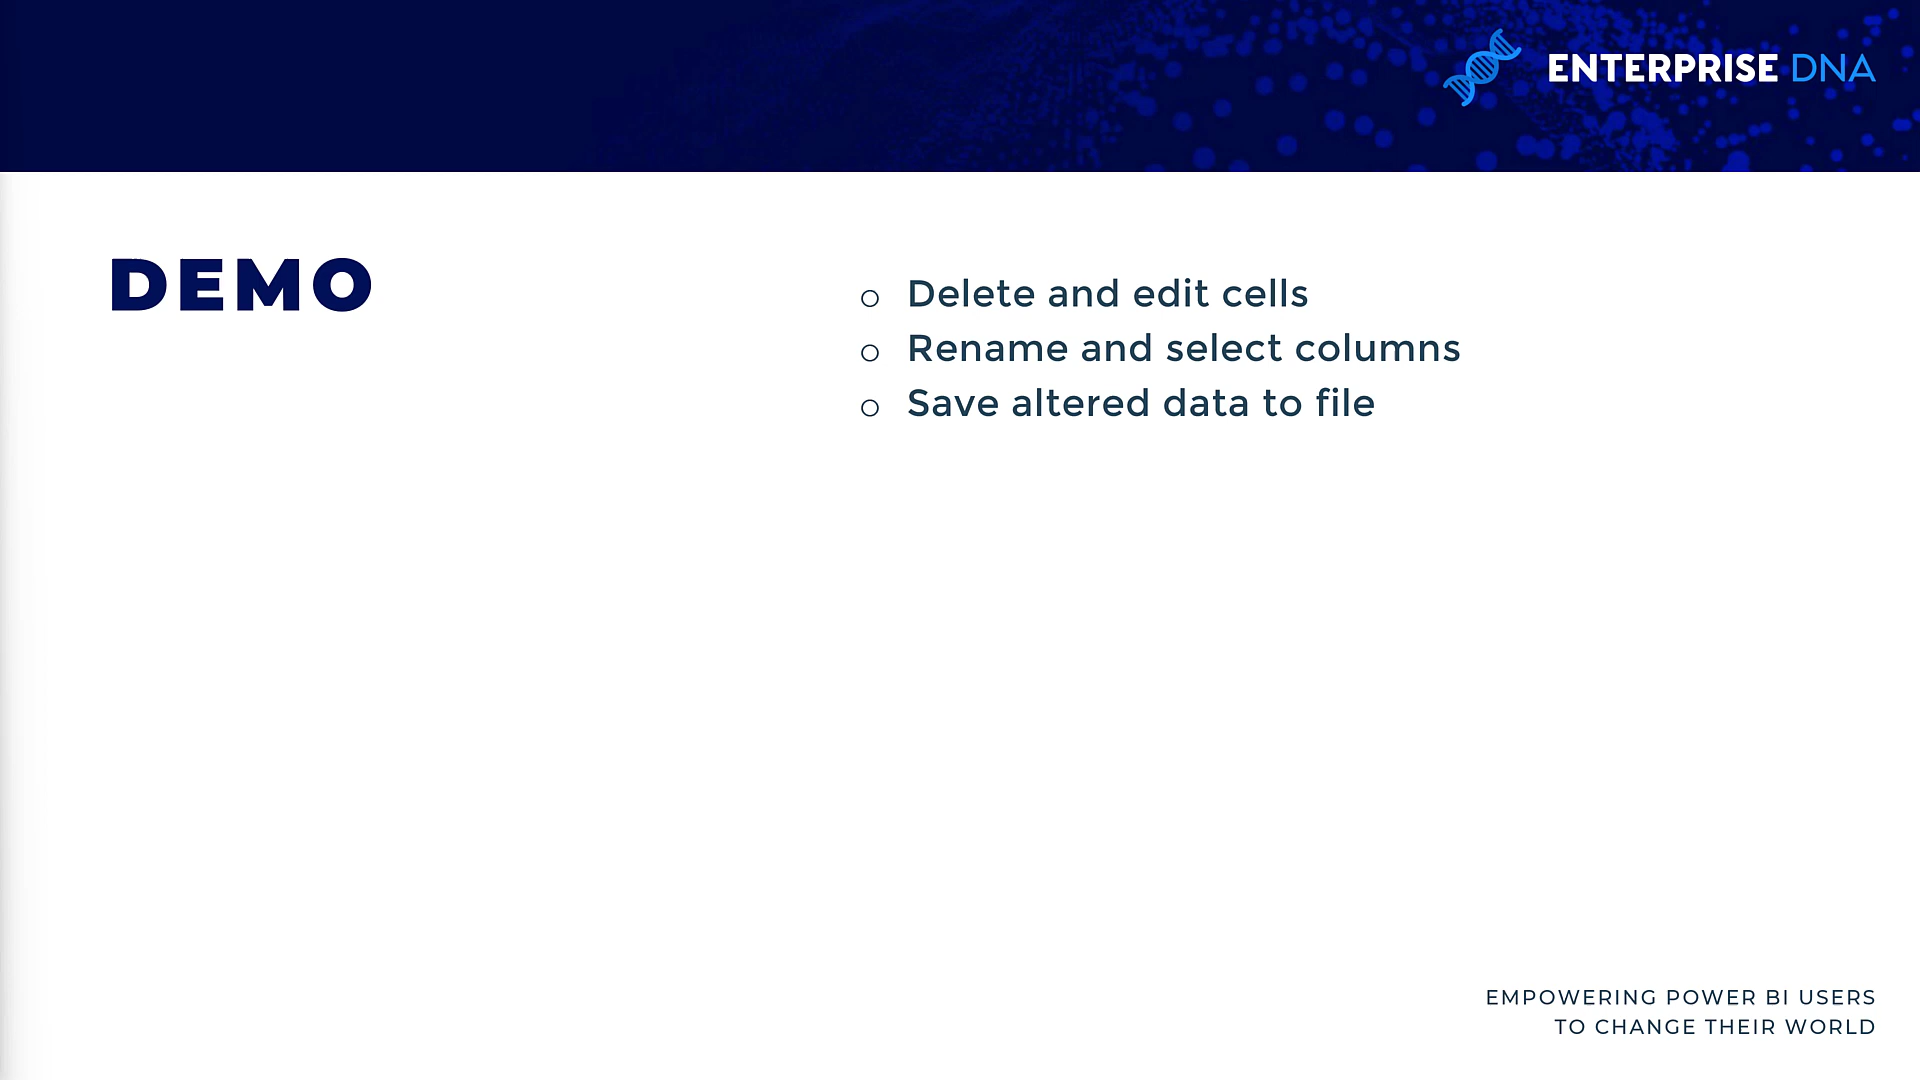 ENTERPRISE DNA
DEMO
Delete and edit cells
Rename and select columns
Save altered data to file
EMPOWERING POWER BI USERS
TO CHANGE THEIR WORLD